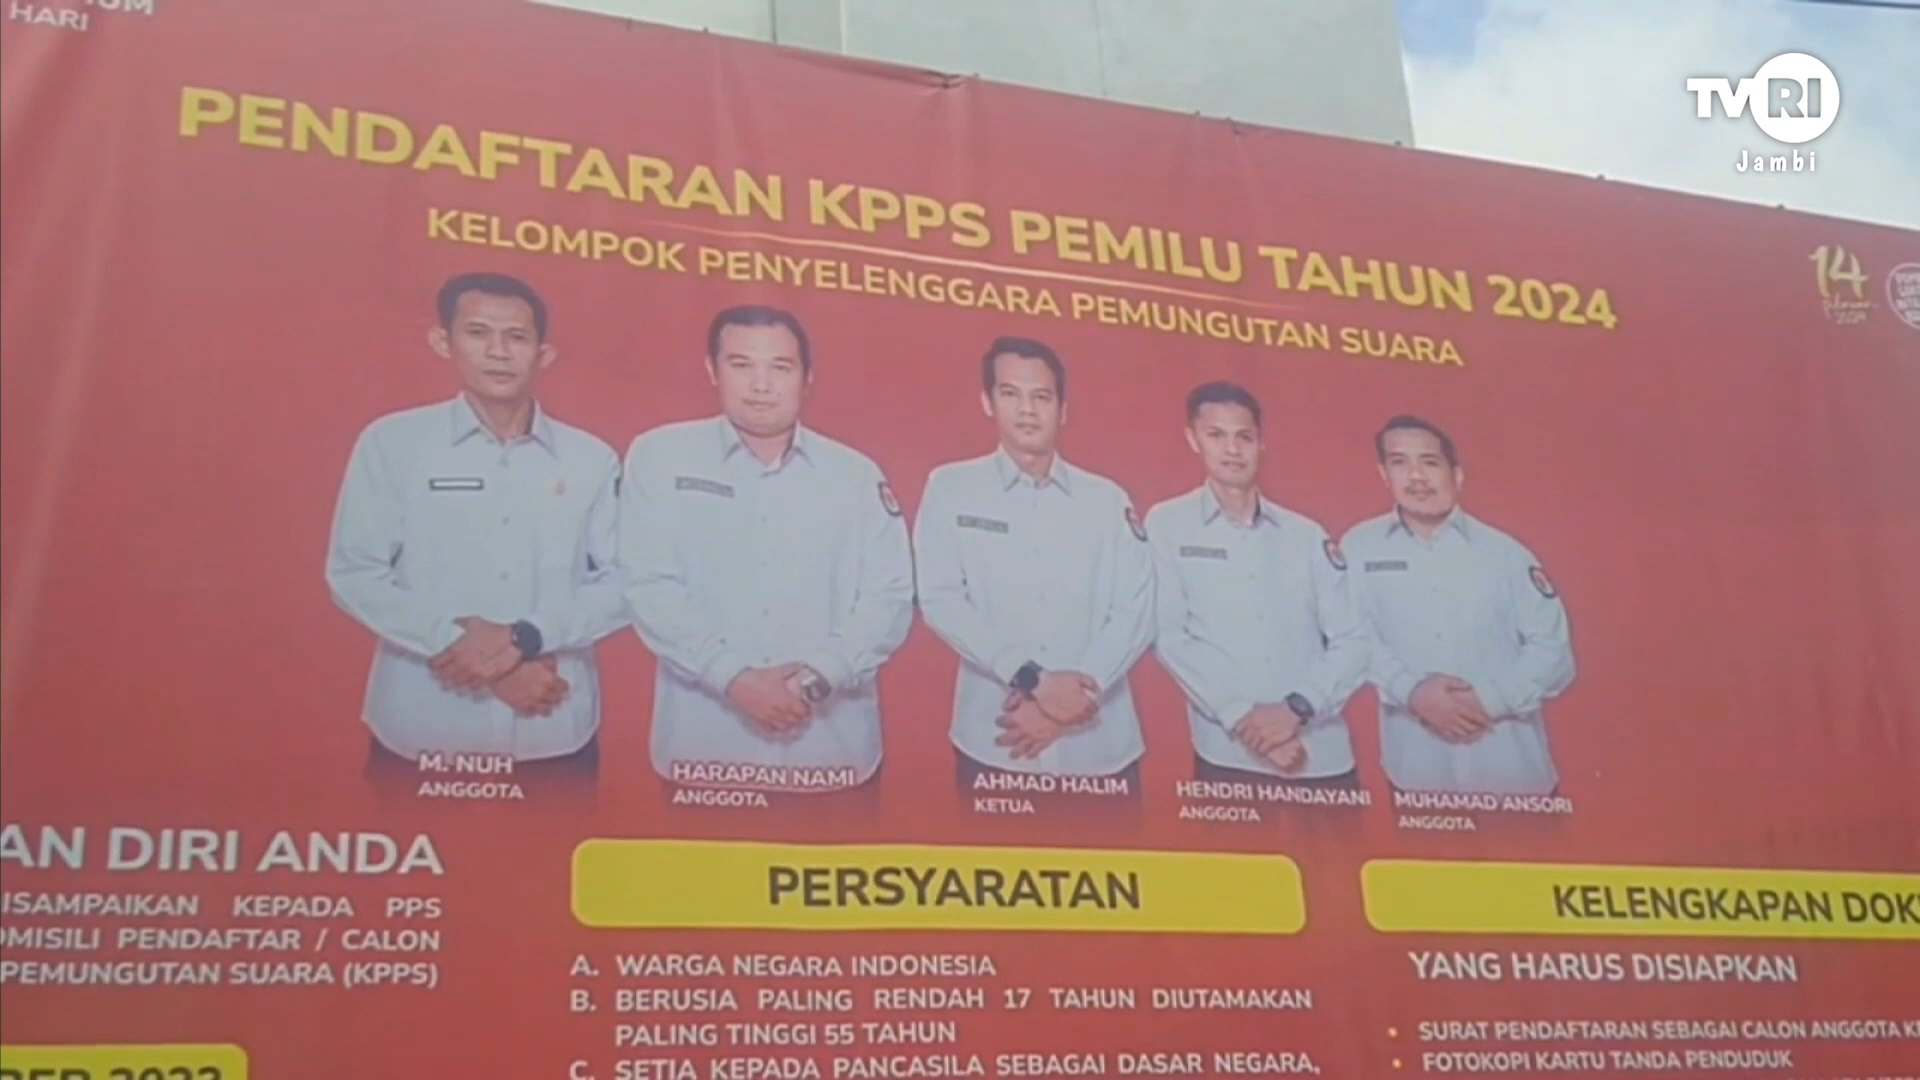 HARI
TVRI
Jambi
PENDAFTARAN KPPS PEMILU TAHUN 2024
KELOMPOK PENYELENGGARA PEMUNGUTAN SUARA
14
M. NUH
ANGGOTA
HARAPAN NAMI
ANGGOTA
AHMAD HALIM
KETUA
HENDRI HANDAYANI
ANGGOTA
MUHAMAD ANSORI
ANGGOTA
AN DIRI ANDA
ISAMPAIKAN KEPADA PPS
OMISILI PENDAFTAR / CALON
PEMUNGUTAN SUARA (KPPS)
PERSYARATAN
A. WARGA NEGARA INDONESIA
B. BERUSIA PALING RENDAH 17 TAHUN DIUTAMAKAN
PALING TINGGI 55 TAHUN
C. SETIA KEPADA PANCASILA SEBAGAI DASAR NEGARA,
KELENGKAPAN DOK
YANG HARUS DISIAPKAN
• SURAT PENDAFTARAN SEBAGAI CALON ANGGOTA K
• FOTOKOPI KARTU TANDA PENDUDUK